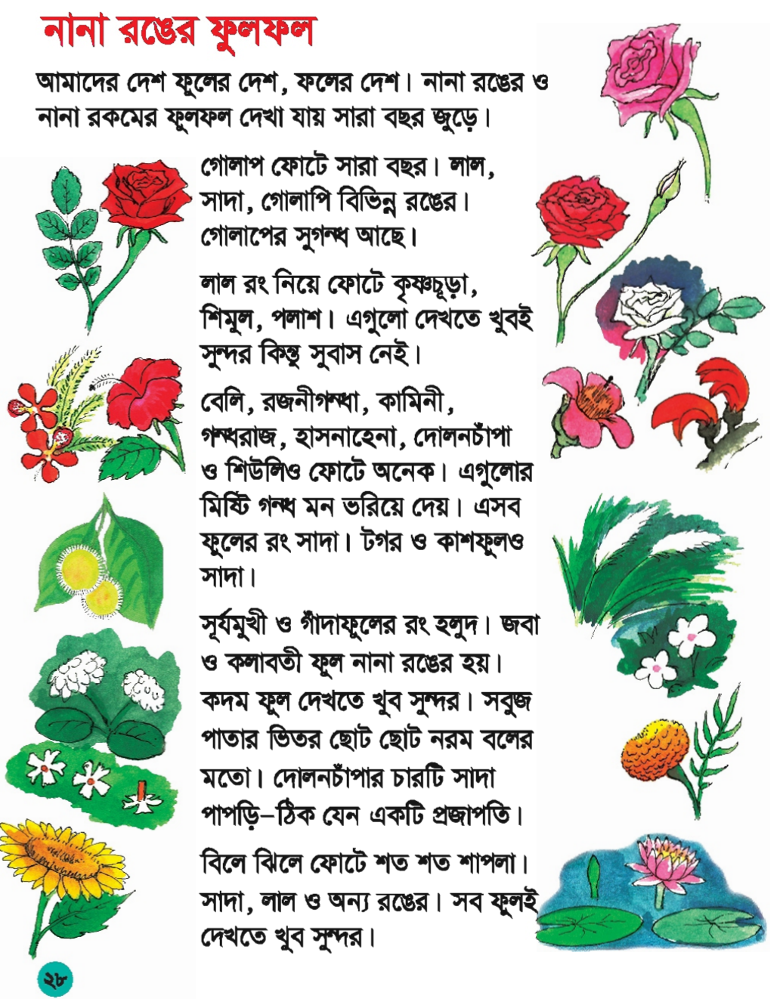 নানা রঙের ফুলফল
আমাদের দেশ ফুলের দেশ, ফলের দেশ। নানা রঙের ও
নানা রকমের ফুলফল দেখা যায় সারা বছর জুড়ে।
গোলাপ ফোটে সারা বছর। লাল,
সাদা, গোলাপি বিভিন্ন রঙের।
গোলাপের সুগন্ধ আছে।
লাল রং নিয়ে ফোটে কৃষ্ণচূড়া,
শিমুল, পলাশ। এগুলো দেখতে খুবই
সুন্দর কিন্তু সুবাস নেই।
বেলি, রজনীগন্ধা, কামিনী,
গন্ধরাজ, হাসনাহেনা, দোলনচাঁপা
ও শিউলিও ফোটে অনেক। এগুলোর
মিষ্টি গন্ধ মন ভরিয়ে দেয়। এসব
ফুলের রং সাদা। টগর ও কাশফুলও
সাদা।
সূর্যমুখী ও গাঁদাফুলের রং হলুদ। জবা
ও কলাবতী ফুল নানা রঙের হয়।
কদম ফুল দেখতে খুব সুন্দর। সবুজ
পাতার ভিতর ছোট ছোট নরম বলের
মতো। দোলনচাঁপার চারটি সাদা
পাপড়ি–ঠিক যেন একটি প্রজাপতি।
বিলে ঝিলে ফোটে শত শত শাপলা।
সাদা, লাল ও অন্য রঙের। সব ফুলই
দেখতে খুব সুন্দর।
২৮